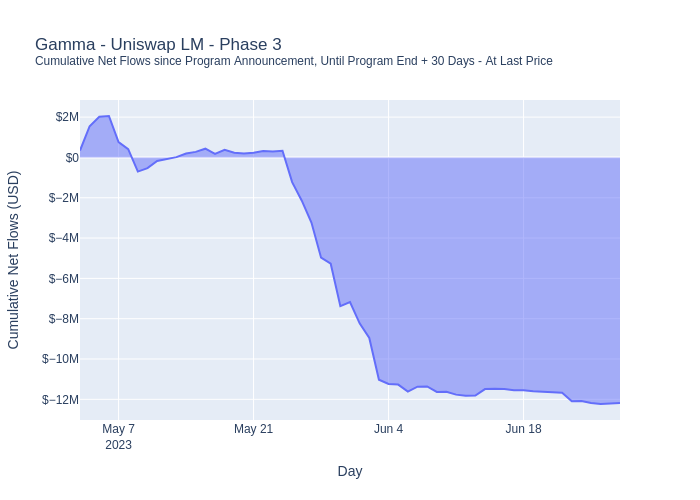 Gamma - Uniswap LM - Phase 3
Cumulative Net Flows since Program Announcement, Until Program End + 30 Days - At Last Price
Cumulative Net Flows (USD)
$2M
$0
$−2M
$−4M
$−6M
$−8M
$−10M
$−12M
May 7
2023
May 21
Jun 4
Jun 18
Day